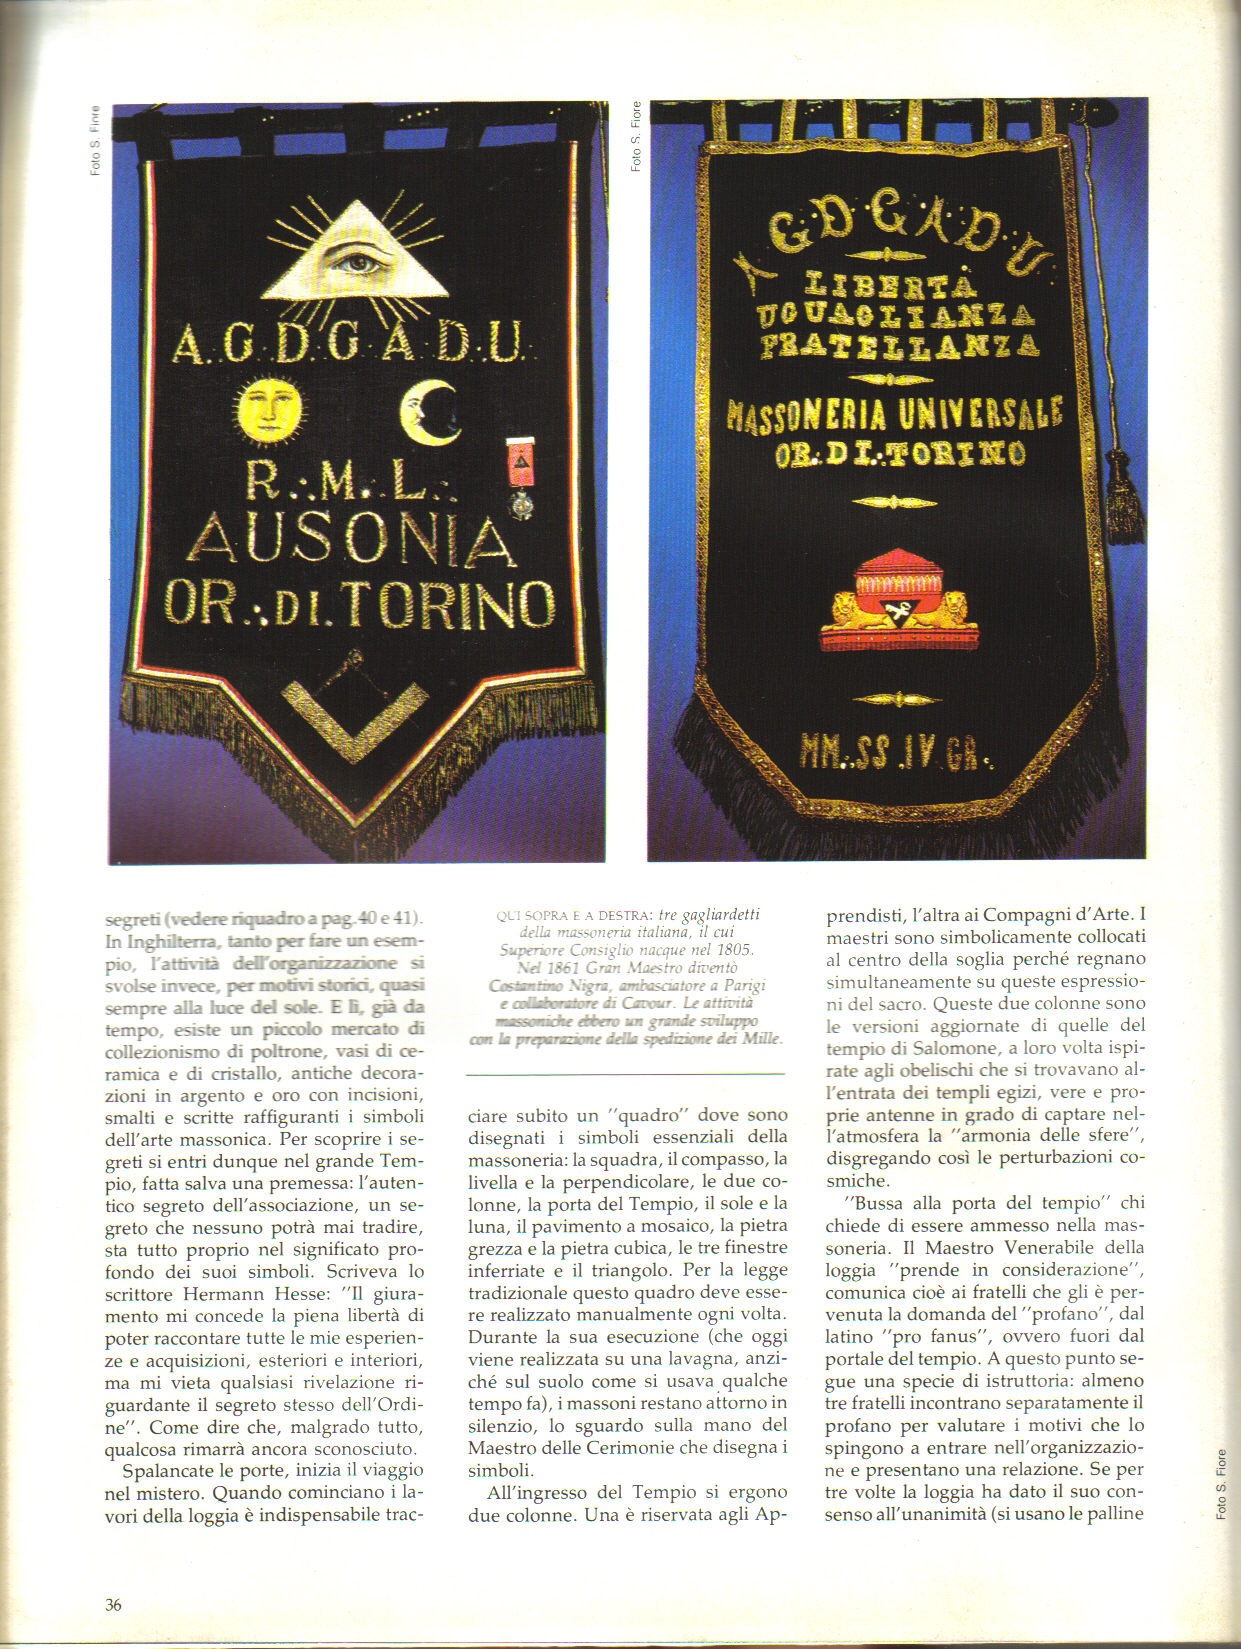 Foto S. Fiore
A.G.D.G.A.D.U.
R.∴M.∴L.∴
AUSONIA
OR.∴DI.TORINO
Foto S. Fiore
A.G.D.G.A.D.U.
LIBERTÀ
UGUAGLIANZA
FRATELLANZA
MASSONERIA UNIVERSALE
OR.∴DI.∴TORINO
MM.∴SS.IV.GR.
segreti (vedere riquadro a pag. 40 e 41).
In Inghilterra, tanto per fare un esem-
pio, l'attività dell'organizzazione si
svolse invece, per motivi storici, quasi
sempre alla luce del sole. E lì, già da
tempo, esiste un piccolo mercato di
collezionismo di poltrone, vasi di ce-
ramica e di cristallo, antiche decora-
zioni in argento e oro con incisioni,
smalti e scritte raffiguranti i simboli
dell'arte massonica. Per scoprire i se-
greti si entri dunque nel grande Tem-
pio, fatta salva una premessa: l'auten-
tico segreto dell'associazione, un se-
greto che nessuno potrà mai tradire,
sta tutto proprio nel significato pro-
fondo dei suoi simboli. Scriveva lo
scrittore Hermann Hesse: "Il giura-
mento mi concede la piena libertà di
poter raccontare tutte le mie esperien-
ze e acquisizioni, esteriori e interiori,
ma mi vieta qualsiasi rivelazione ri-
guardante il segreto stesso dell'Ordi-
ne". Come dire che, malgrado tutto,
qualcosa rimarrà ancora sconosciuto.
Spalancate le porte, inizia il viaggio
nel mistero. Quando cominciano i la-
vori della loggia è indispensabile trac-
QUI SOPRA E A DESTRA: tre gagliardetti
della massoneria italiana, il cui
Superiore Consiglio nacque nel 1805.
Nel 1861 Gran Maestro diventò
Costantino Nigra, ambasciatore a Parigi
e collaboratore di Cavour. Le attività
massoniche ebbero un grande sviluppo
con la preparazione della spedizione dei Mille.
ciare subito un "quadro" dove sono
disegnati i simboli essenziali della
massoneria: la squadra, il compasso, la
livella e la perpendicolare, le due co-
lonne, la porta del Tempio, il sole e la
luna, il pavimento a mosaico, la pietra
grezza e la pietra cubica, le tre finestre
inferriate e il triangolo. Per la legge
tradizionale questo quadro deve esse-
re realizzato manualmente ogni volta.
Durante la sua esecuzione (che oggi
viene realizzata su una lavagna, anzi-
ché sul suolo come si usava qualche
tempo fa), i massoni restano attorno in
silenzio, lo sguardo sulla mano del
Maestro delle Cerimonie che disegna i
simboli.
All'ingresso del Tempio si ergono
due colonne. Una è riservata agli Ap-
prendisti, l'altra ai Compagni d'Arte. I
maestri sono simbolicamente collocati
al centro della soglia perché regnano
simultaneamente su queste espressio-
ni del sacro. Queste due colonne sono
le versioni aggiornate di quelle del
tempio di Salomone, a loro volta ispi-
rate agli obelischi che si trovavano al-
l'entrata dei templi egizi, vere e pro-
prie antenne in grado di captare nel-
l'atmosfera la "armonia delle sfere",
disgregando così le perturbazioni co-
smiche.
"Bussa alla porta del tempio" chi
chiede di essere ammesso nella mas-
soneria. Il Maestro Venerabile della
loggia "prende in considerazione",
comunica cioè ai fratelli che gli è per-
venuta la domanda del "profano", dal
latino "pro fanus", ovvero fuori dal
portale del tempio. A questo punto se-
gue una specie di istruttoria: almeno
tre fratelli incontrano separatamente il
profano per valutare i motivi che lo
spingono a entrare nell'organizzazio-
ne e presentano una relazione. Se per
tre volte la loggia ha dato il suo con-
senso all'unanimità (si usano le palline
Foto S. Fiore
36